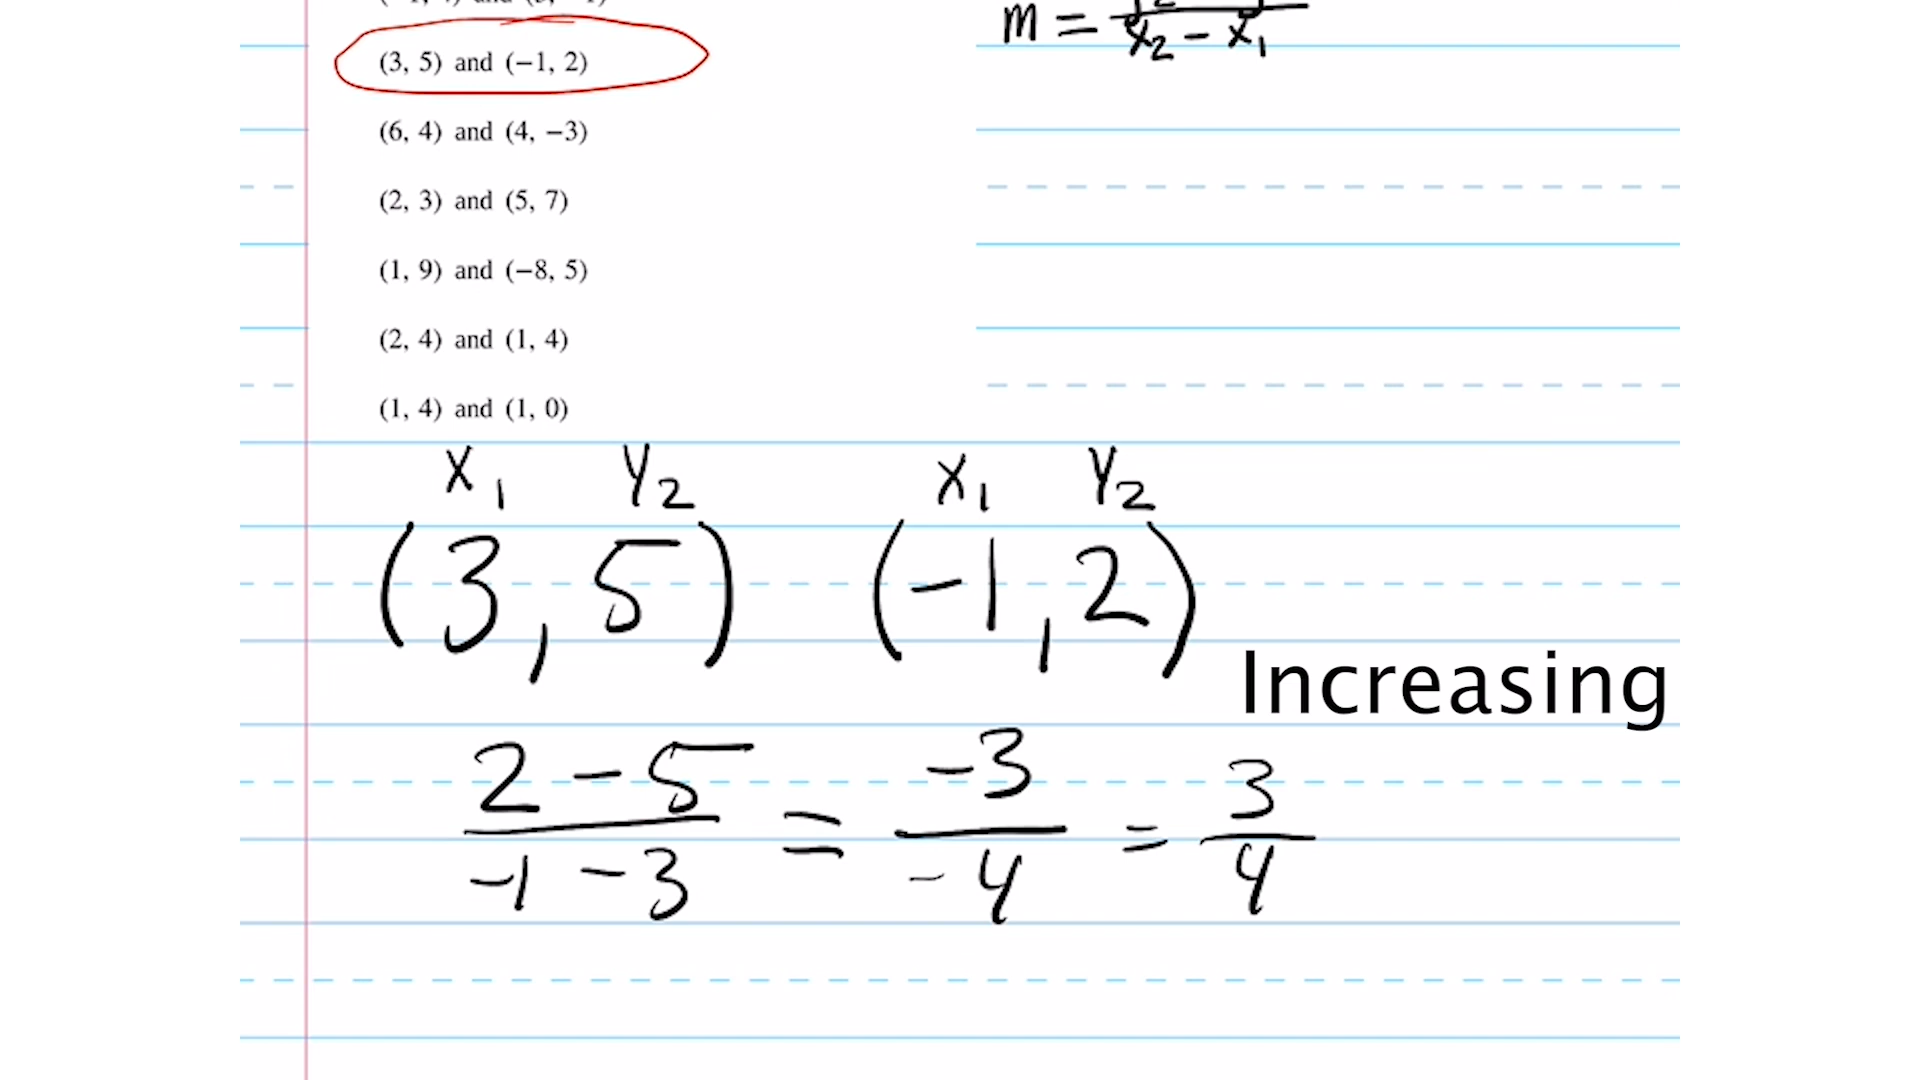 m = x₂ - x₁
(3, 5) and (−1, 2)
(6, 4) and (4, −3)
(2, 3) and (5, 7)
(1, 9) and (−8, 5)
(2, 4) and (1, 4)
(1, 4) and (1, 0)
x₁ y₂ x₁ y₂
(3, 5) (-1, 2)
Increasing
2 - 5 / -1 - 3 = -3 / -4 = 3 / 4